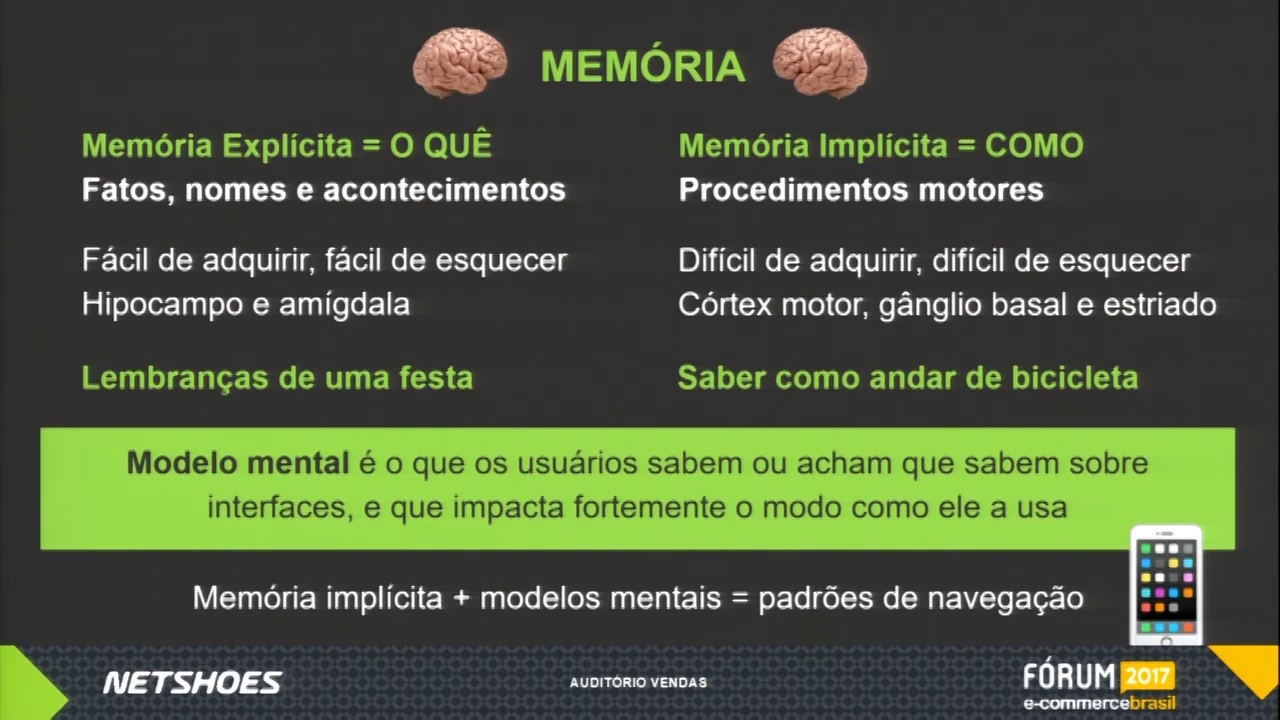 MEMÓRIA
Memória Explícita = O QUÊ
Fatos, nomes e acontecimentos
Fácil de adquirir, fácil de esquecer
Hipocampo e amígdala
Lembranças de uma festa
Memória Implícita = COMO
Procedimentos motores
Difícil de adquirir, difícil de esquecer
Córtex motor, gânglio basal e estriado
Saber como andar de bicicleta
Modelo mental é o que os usuários sabem ou acham que sabem sobre
interfaces, e que impacta fortemente o modo como ele a usa
Memória implícita + modelos mentais = padrões de navegação
NETSHOES
AUDITÓRIO VENDAS
FÓRUM 2017
e-commercebrasil